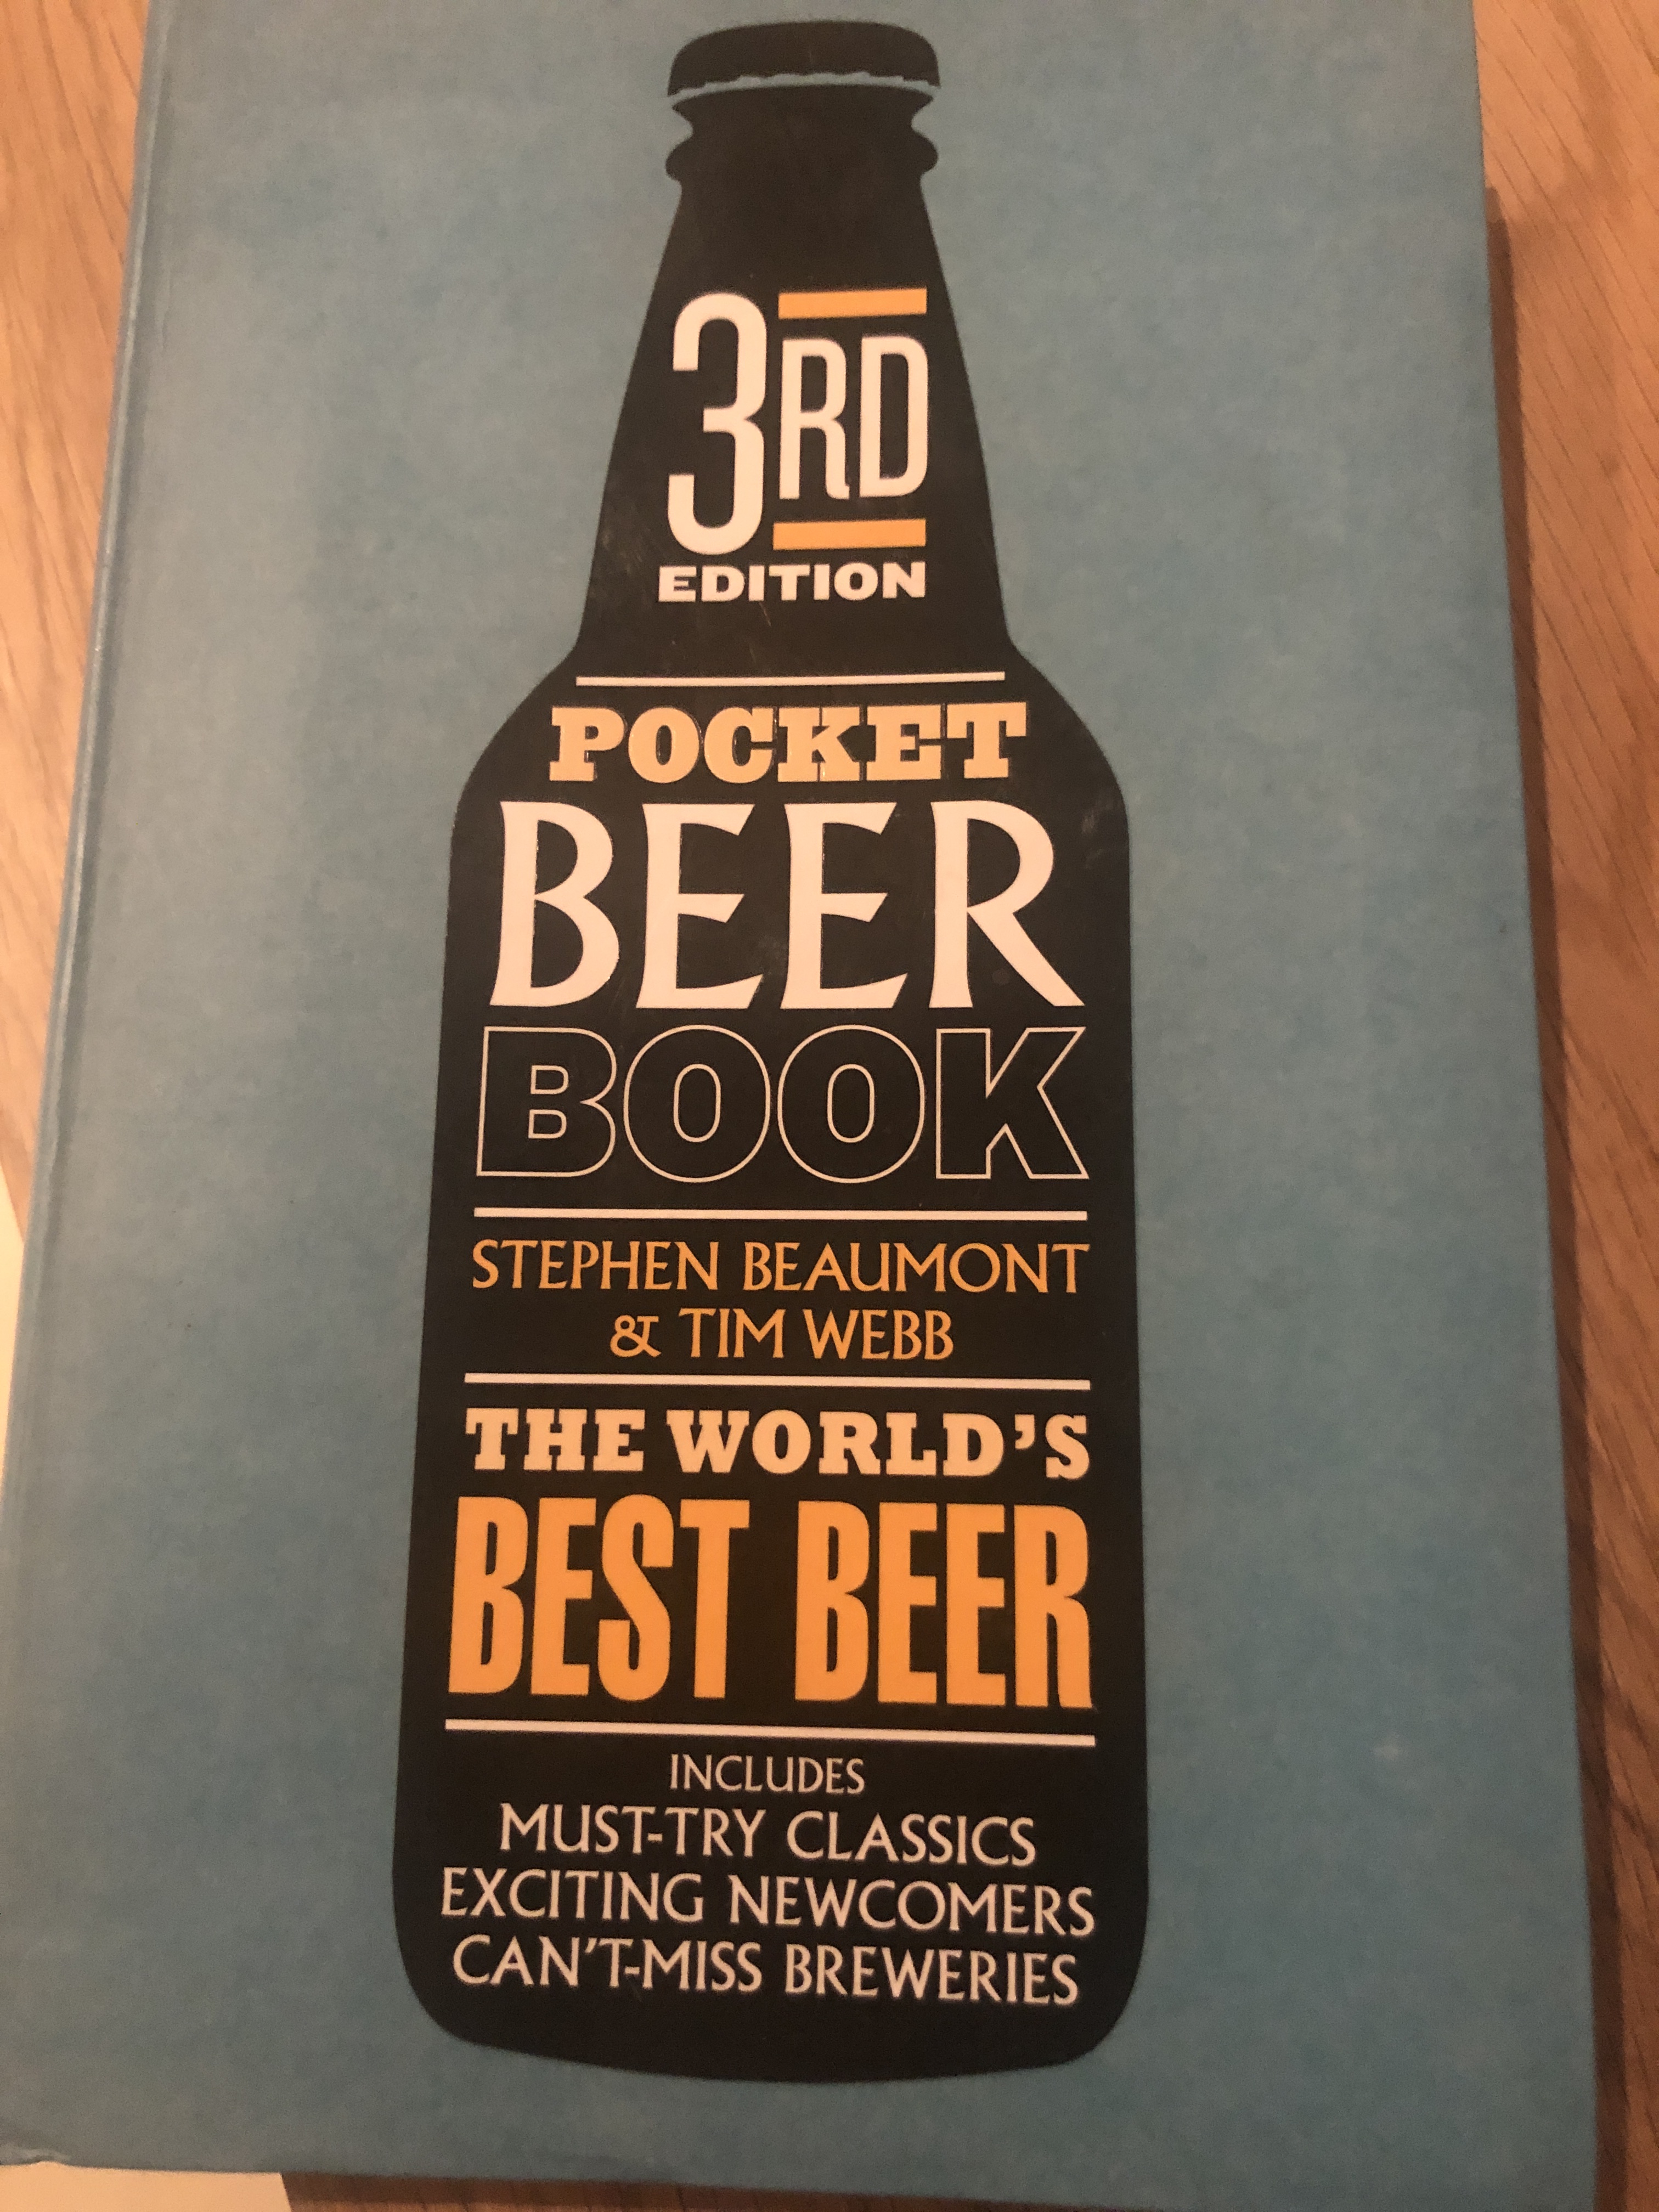 3RD
EDITION
POCKET
BEER
BOOK
STEPHEN BEAUMONT
& TIM WEBB
THE WORLD'S
BEST BEER
INCLUDES
MUST-TRY CLASSICS
EXCITING NEWCOMERS
CAN'T-MISS BREWERIES